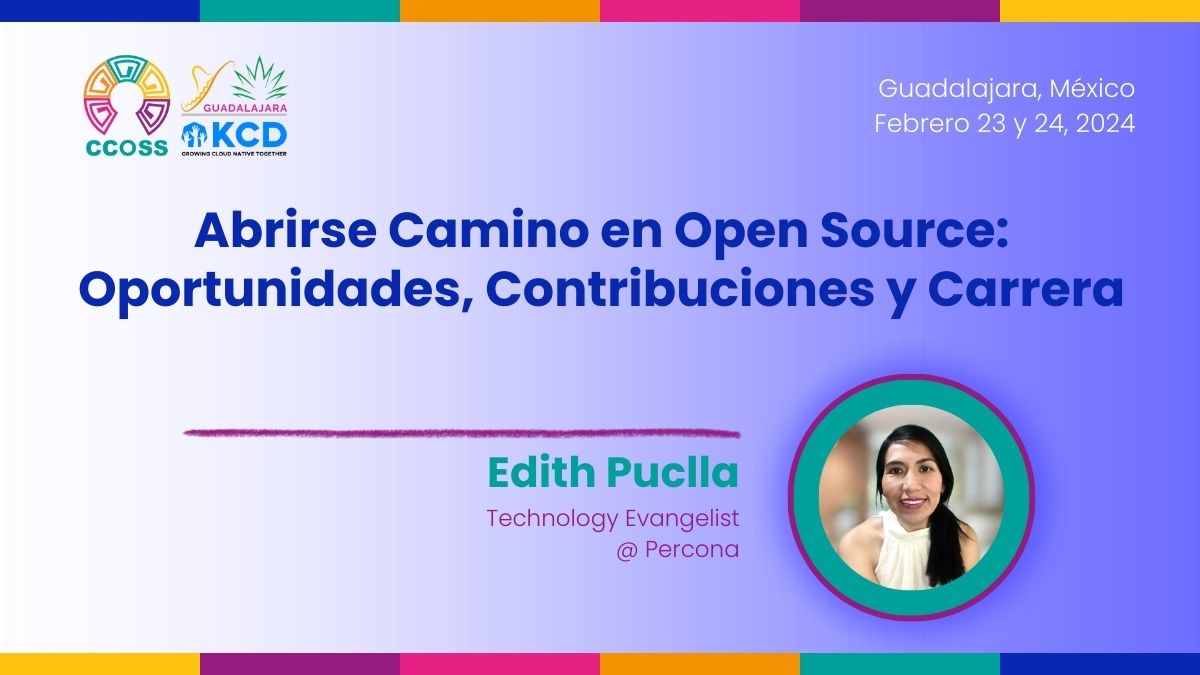 CCOSS
GUADALAJARA
KCD
GROWING CLOUD NATIVE TOGETHER
Guadalajara, México
Febrero 23 y 24, 2024
Abrirse Camino en Open Source:
Oportunidades, Contribuciones y Carrera
Edith Puclla
Technology Evangelist
@ Percona